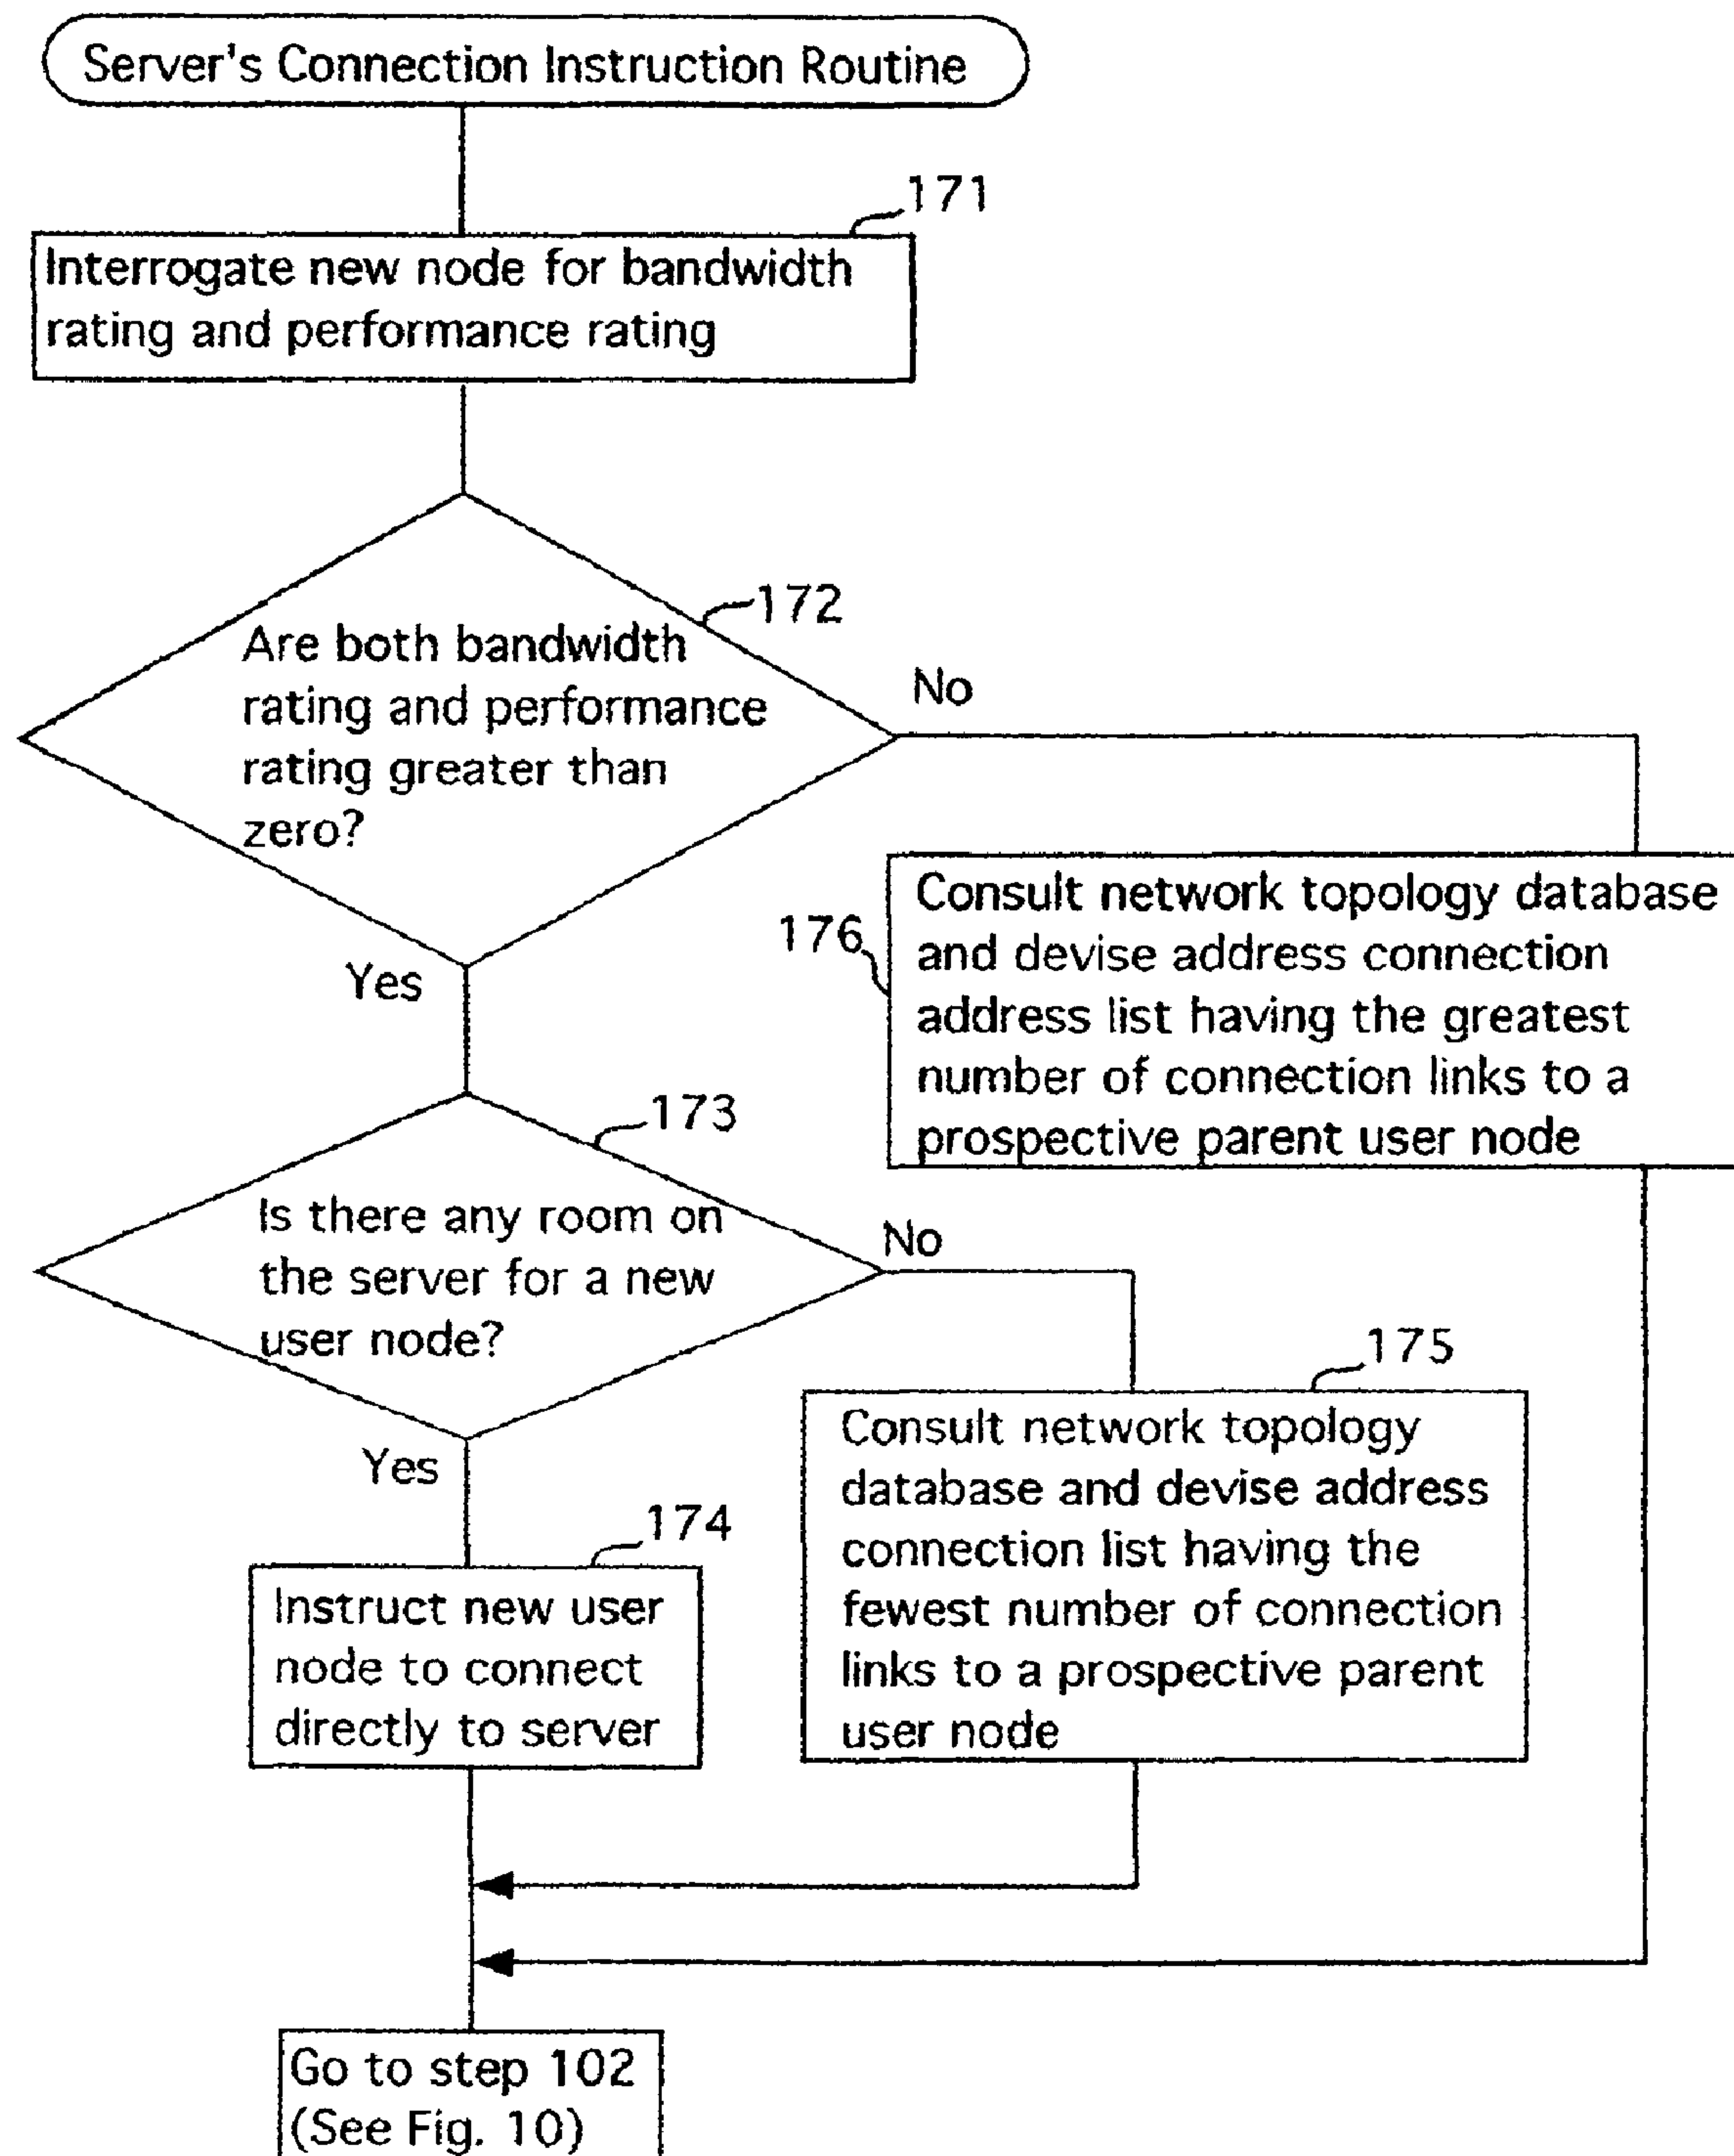 Server's Connection Instruction Routine
171
Interrogate new node for bandwidth
rating and performance rating
172
Are both bandwidth
rating and performance
rating greater than
zero?
No
Yes
176
Consult network topology database
and devise address connection
address list having the greatest
number of connection links to a
prospective parent user node
173
Is there any room on
the server for a new
user node?
No
Yes
175
Consult network topology
database and devise address
connection list having the
fewest number of connection
links to a prospective parent
user node
174
Instruct new user
node to connect
directly to server
Go to step 102
(See Fig. 10)